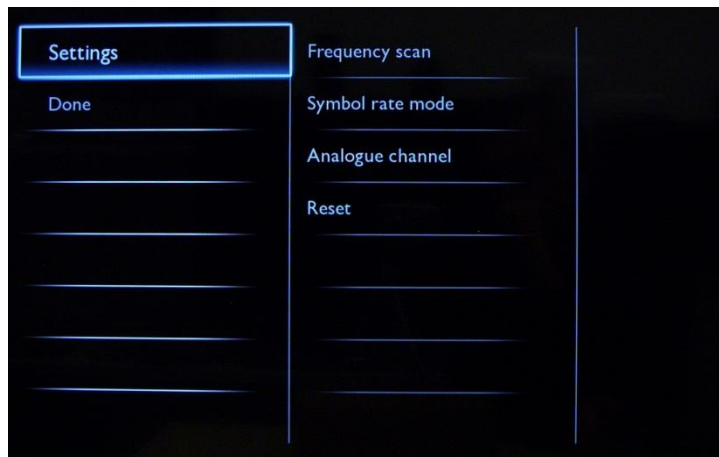 Settings
Done
Frequency scan
Symbol rate mode
Analogue channel
Reset